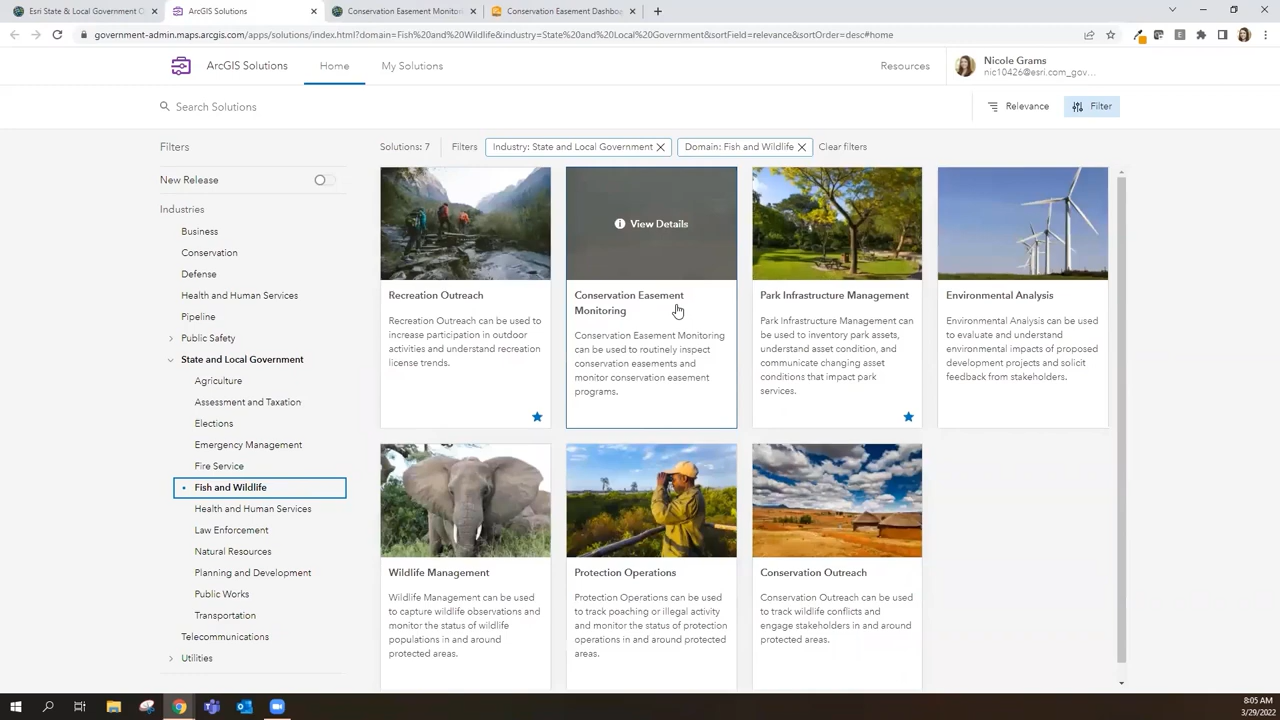 Esri State & Local Government O
ArcGIS Solutions
Conservation Easement Monitori
Conservation Easement Dashboa
government-admin.maps.arcgis.com/apps/solutions/index.html?domain=Fish%20and%20Wildlife&industry=State%20and%20Local%20Government&sortField=relevance&sortOrder=desc#home
ArcGIS Solutions
Home
My Solutions
Resources
Nicole Grams
nic10426@esri.com_gov...
Search Solutions
Relevance
Filter
Filters
Solutions: 7
Filters
Industry: State and Local Government
Domain: Fish and Wildlife
Clear filters
New Release
Industries
Business
Conservation
Defense
Health and Human Services
Pipeline
Public Safety
State and Local Government
Agriculture
Assessment and Taxation
Elections
Emergency Management
Fire Service
Fish and Wildlife
Health and Human Services
Law Enforcement
Natural Resources
Planning and Development
Public Works
Transportation
Telecommunications
Utilities
Recreation Outreach
Recreation Outreach can be used to
increase participation in outdoor
activities and understand recreation
license trends.
View Details
Conservation Easement
Monitoring
Conservation Easement Monitoring
can be used to routinely inspect
conservation easements and
monitor conservation easement
programs.
Park Infrastructure Management
Park Infrastructure Management can
be used to inventory park assets,
understand asset condition, and
communicate changing asset
conditions that impact park
services.
Environmental Analysis
Environmental Analysis can be used
to evaluate and understand
environmental impacts of proposed
development projects and solicit
feedback from stakeholders.
Wildlife Management
Wildlife Management can be used
to capture wildlife observations and
monitor the status of wildlife
populations in and around
protected areas.
Protection Operations
Protection Operations can be used
to track poaching or illegal activity
and monitor the status of protection
operations in and around protected
areas.
Conservation Outreach
Conservation Outreach can be used
to track wildlife conflicts and
engage stakeholders in and around
protected areas.
8:05 AM
3/29/2022